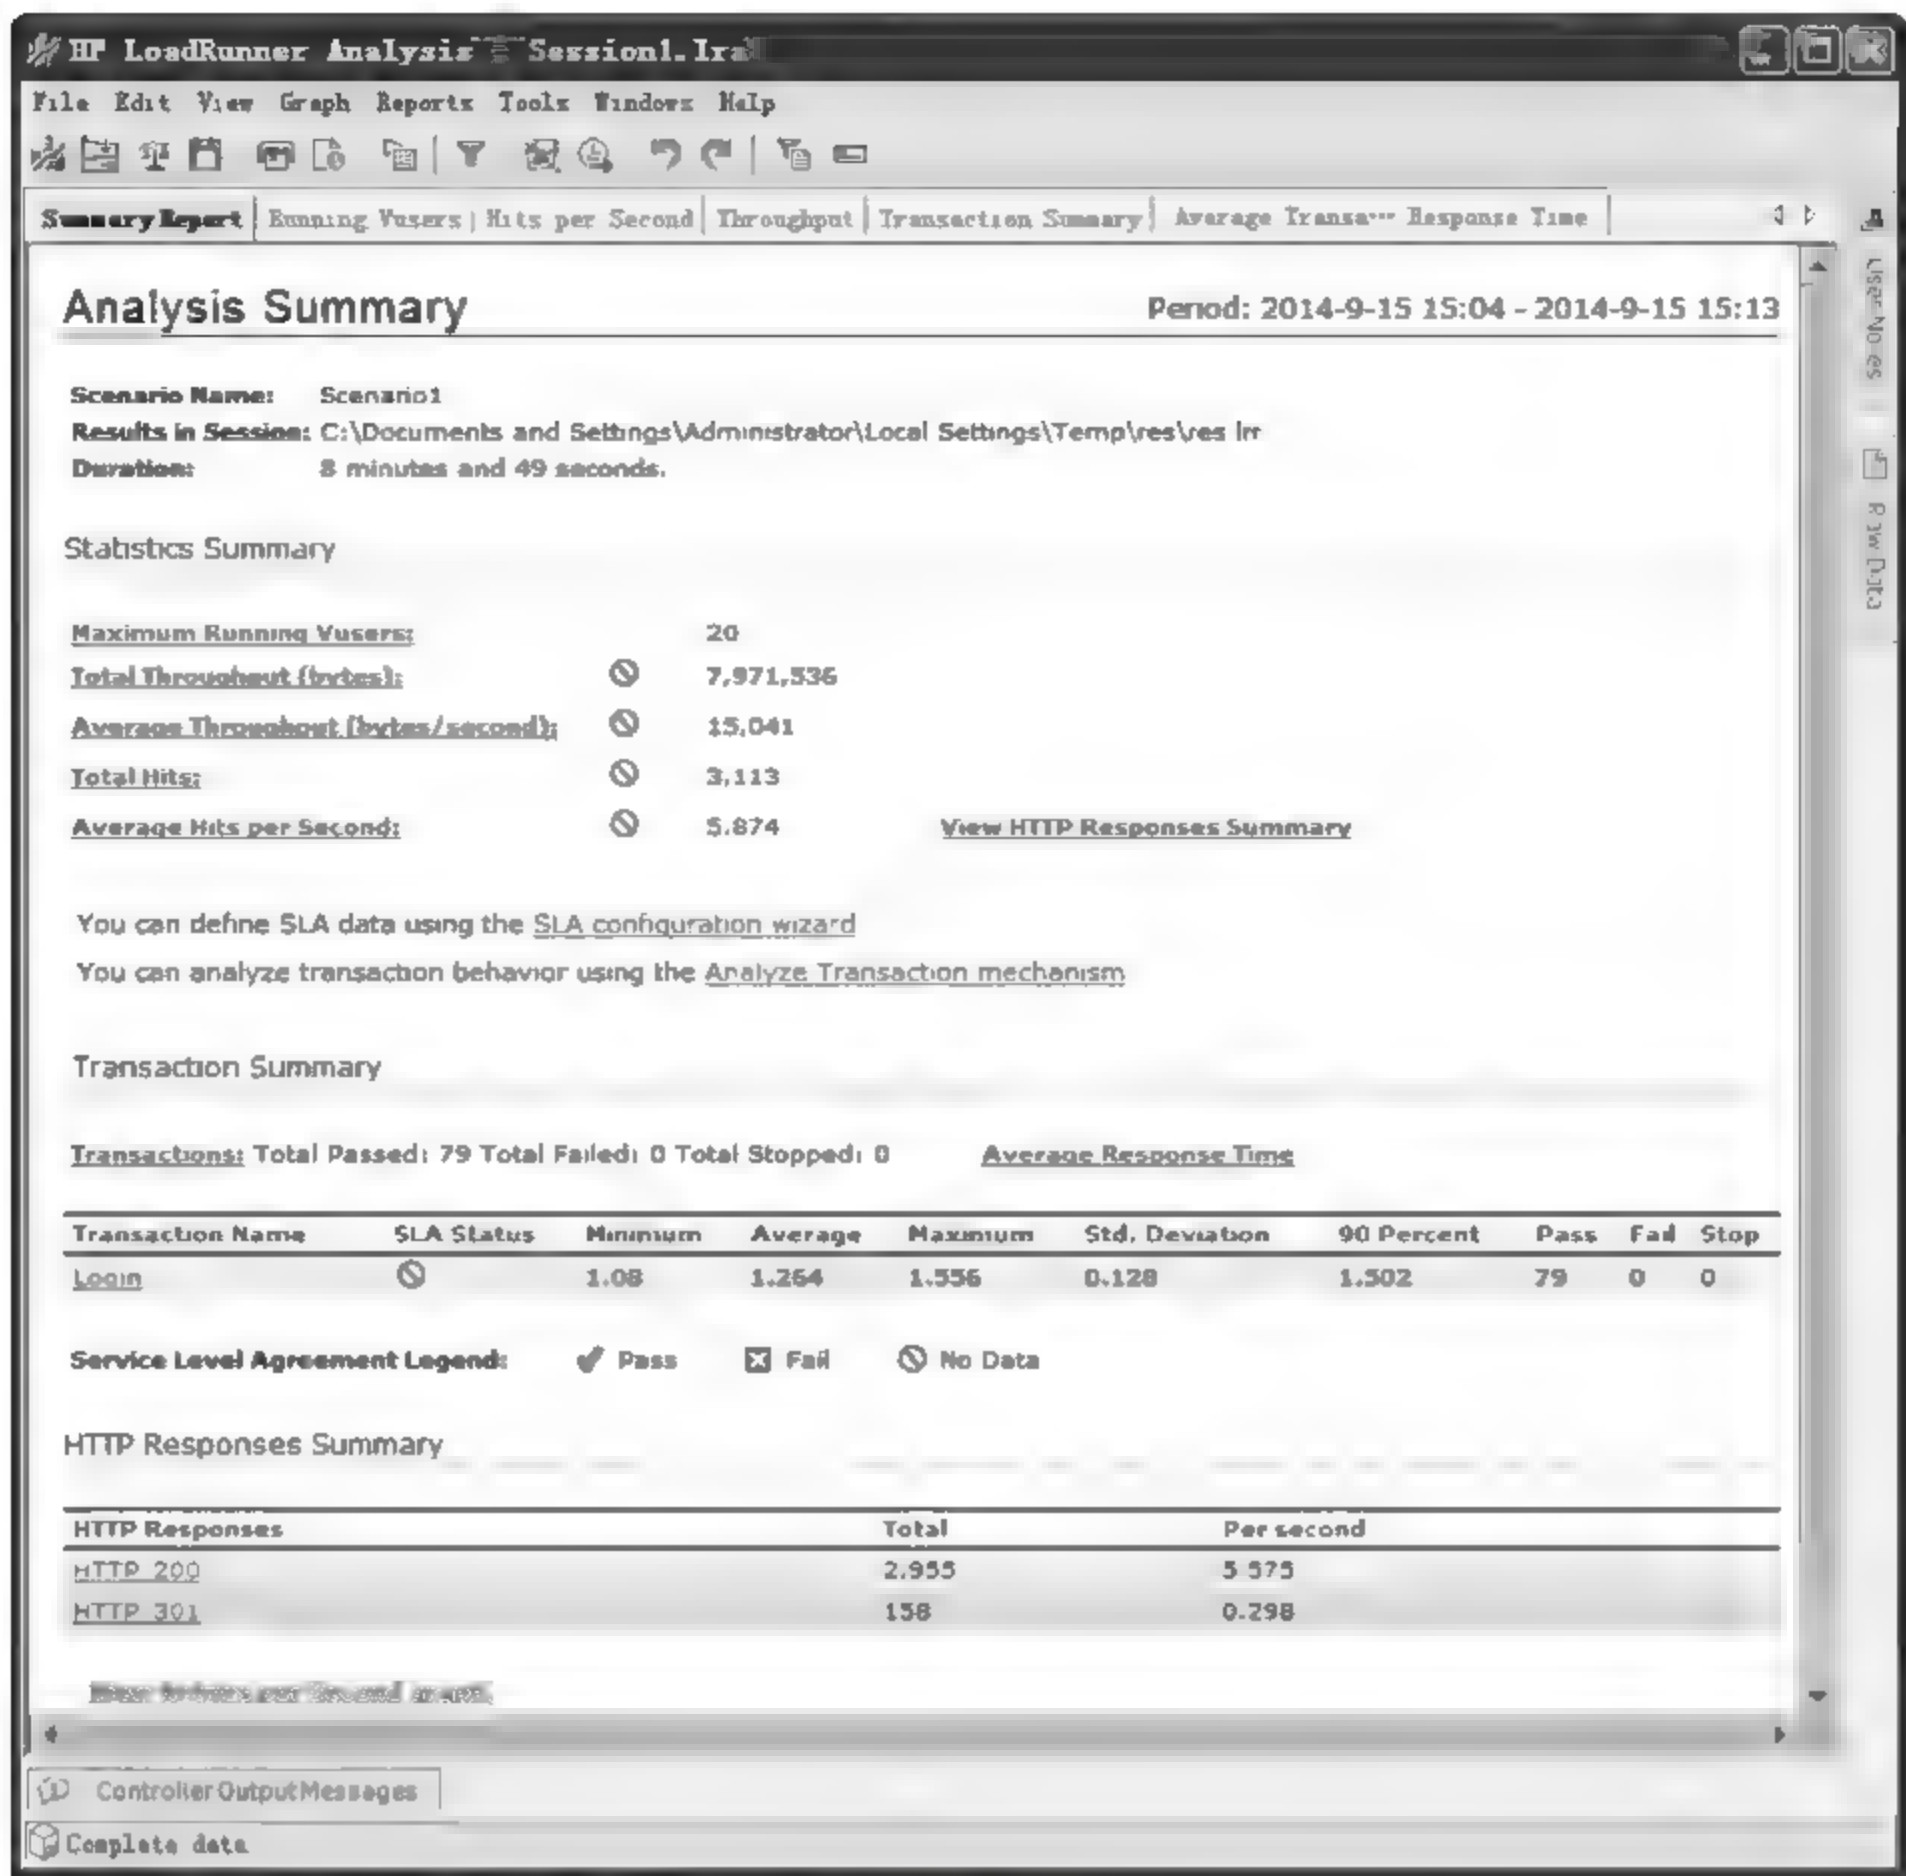 HP LoadRunner Analysis - Session1.lra
File Edit View Graph Reports Tools Windows Help
Summary Report Running Vusers Hits per Second Throughput Transaction Summary Average Transa… Response Time
Analysis Summary Period: 2014-9-15 15:04 - 2014-9-15 15:13
Scenario Name: Scenario1
Results in Session: C:\Documents and Settings\Administrator\Local Settings\Temp\res\res lrr
Duration: 8 minutes and 49 seconds.
Statistics Summary
Maximum Running Vusers: 20
Total Throughput (bytes): 7,971,536
Average Throughput (bytes/second): 15,041
Total Hits: 3,113
Average Hits per Second: 5.874 View HTTP Responses Summary
You can define SLA data using the SLA configuration wizard
You can analyze transaction behavior using the Analyze Transaction mechanism
Transaction Summary
Transactions: Total Passed: 79 Total Failed: 0 Total Stopped: 0 Average Response Time
Transaction Name SLA Status Minimum Average Maximum Std. Deviation 90 Percent Pass Fail Stop
Login 1.08 1.264 1.556 0.128 1.502 79 0 0
Service Level Agreement Legend: Pass Fail No Data
HTTP Responses Summary
HTTP Responses Total Per second
HTTP_200 2,955 5.575
HTTP_301 158 0.298
Controller Output Messages
Complete data
User Notes
Raw Data